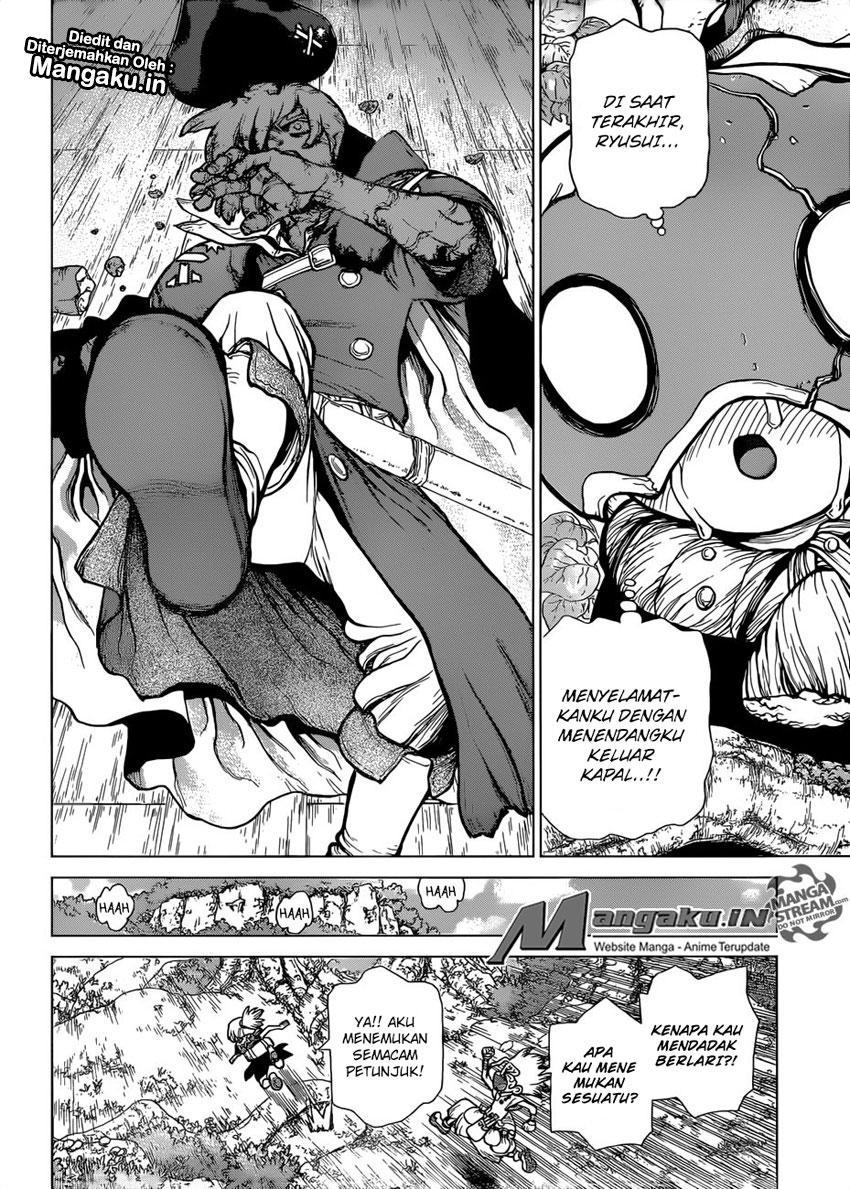 Diedit dan
Diterjemahkan Oleh :
Mangaku.in
DI SAAT
TERAKHIR,
RYUSUI...
MENYELAMAT-
KANKU DENGAN
MENENDANGKU
KELUAR
KAPAL..!!
HAAH
HAAH
HAAH
Mangaku.iN
Website Manga - Anime Terupdate
MANGA
STREAM.com
DO NOT MIRROR
KENAPA KAU
MENDADAK
BERLARI?!
APA
KAU MENE
MUKAN
SESUATU?
YA!! AKU
MENEMUKAN
SEMACAM
PETUNJUK!